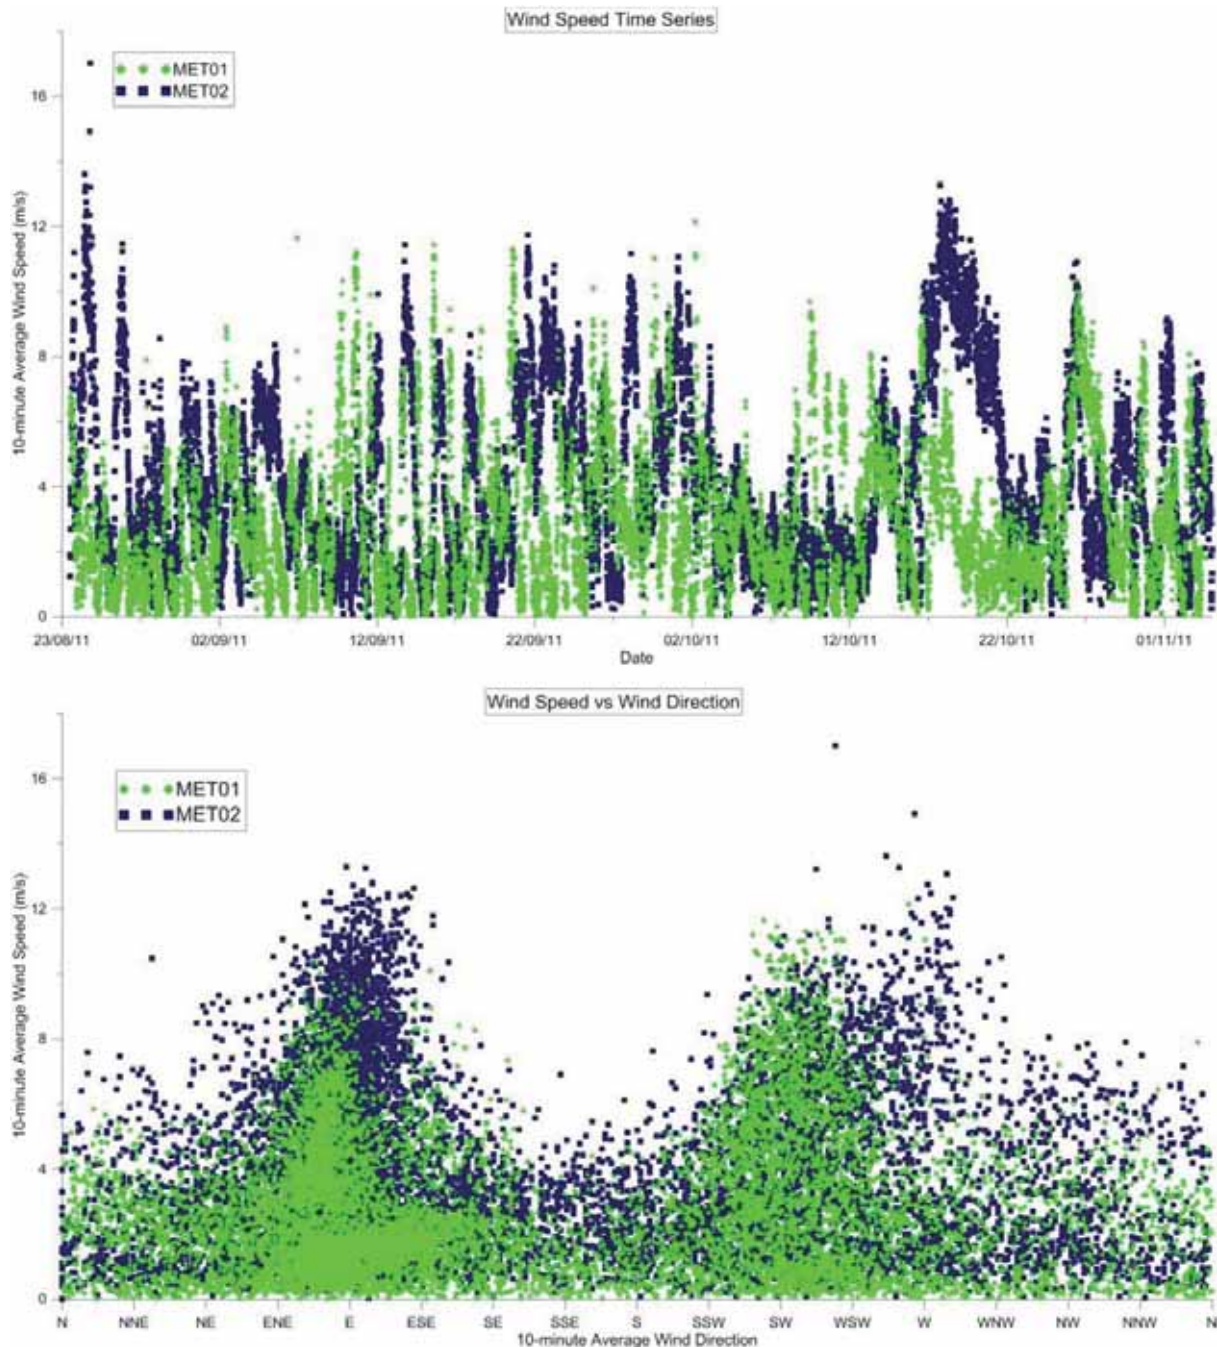 Wind Speed Time Series
MET01
MET02
10-minute Average Wind Speed (m/s)
16
12
8
4
0
23/08/11 02/09/11 12/09/11 22/09/11 02/10/11 12/10/11 22/10/11 01/11/11
Date
Wind Speed vs Wind Direction
MET01
MET02
10-minute Average Wind Speed (m/s)
16
12
8
4
0
N NNE NE ENE E ESE SE SSE S SSW SW WSW W WNW NW NNW N
10-minute Average Wind Direction